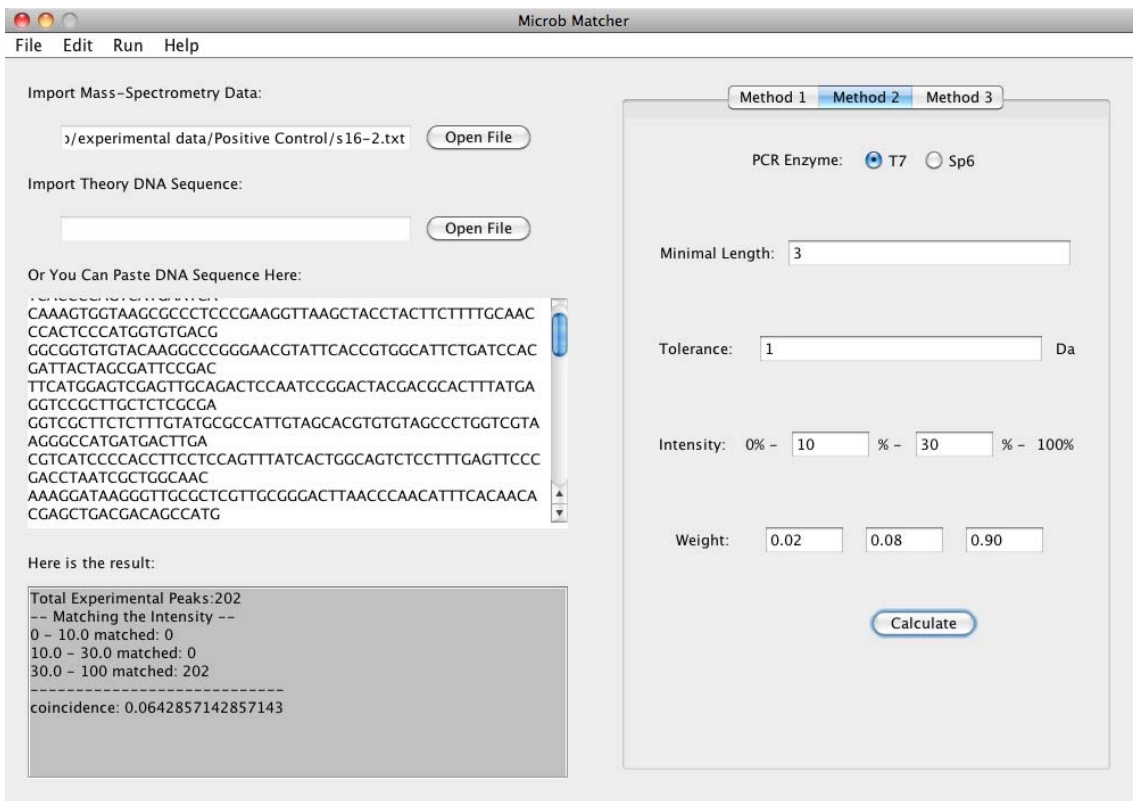 Microb Matcher
File Edit Run Help
Import Mass-Spectrometry Data:
/experimental data/Positive Control/s16-2.txt Open File
Import Theory DNA Sequence:
Open File
Or You Can Paste DNA Sequence Here:
CAAAGTGGTAAGCGCCCTCCCGAAGGTTAAGCTACCTACTTCTTTTGCAAC
CCACTCCCATGGTGTGACG
GGCGGTGTGTACAAGGCCCGGGAACGTATTCACCGTGGCATTCTGATCCAC
GATTACTAGCGATTCCGAC
TTCATGGAGTCGAGTTGCAGACTCCAATCCGGACTACGACGCACTTTATGA
GGTCCGCTTGCTCTCGCGA
GGTCGCTTCTCTTTGTATGCGCCATTGTAGCACGTGTGTAGCCCTGGTCGTA
AGGGCCATGATGACTTGA
CGTCATCCCCACCTTCCTCCAGTTTATCACTGGCAGTCTCCTTTGAGTTCCC
GACCTAATCGCTGGCAAC
AAAGGATAAGGGTTGCGCTCGTTGCGGGACTTAACCCAACATTTCACAACA
CGAGCTGACGACAGCCATG
Here is the result:
Total Experimental Peaks:202
-- Matching the Intensity --
0 - 10.0 matched: 0
10.0 - 30.0 matched: 0
30.0 - 100 matched: 202
-----------------------------
coincidence: 0.0642857142857143
Method 1 Method 2 Method 3
PCR Enzyme: T7 Sp6
Minimal Length: 3
Tolerance: 1 Da
Intensity: 0% - 10 % - 30 % - 100%
Weight: 0.02 0.08 0.90
Calculate